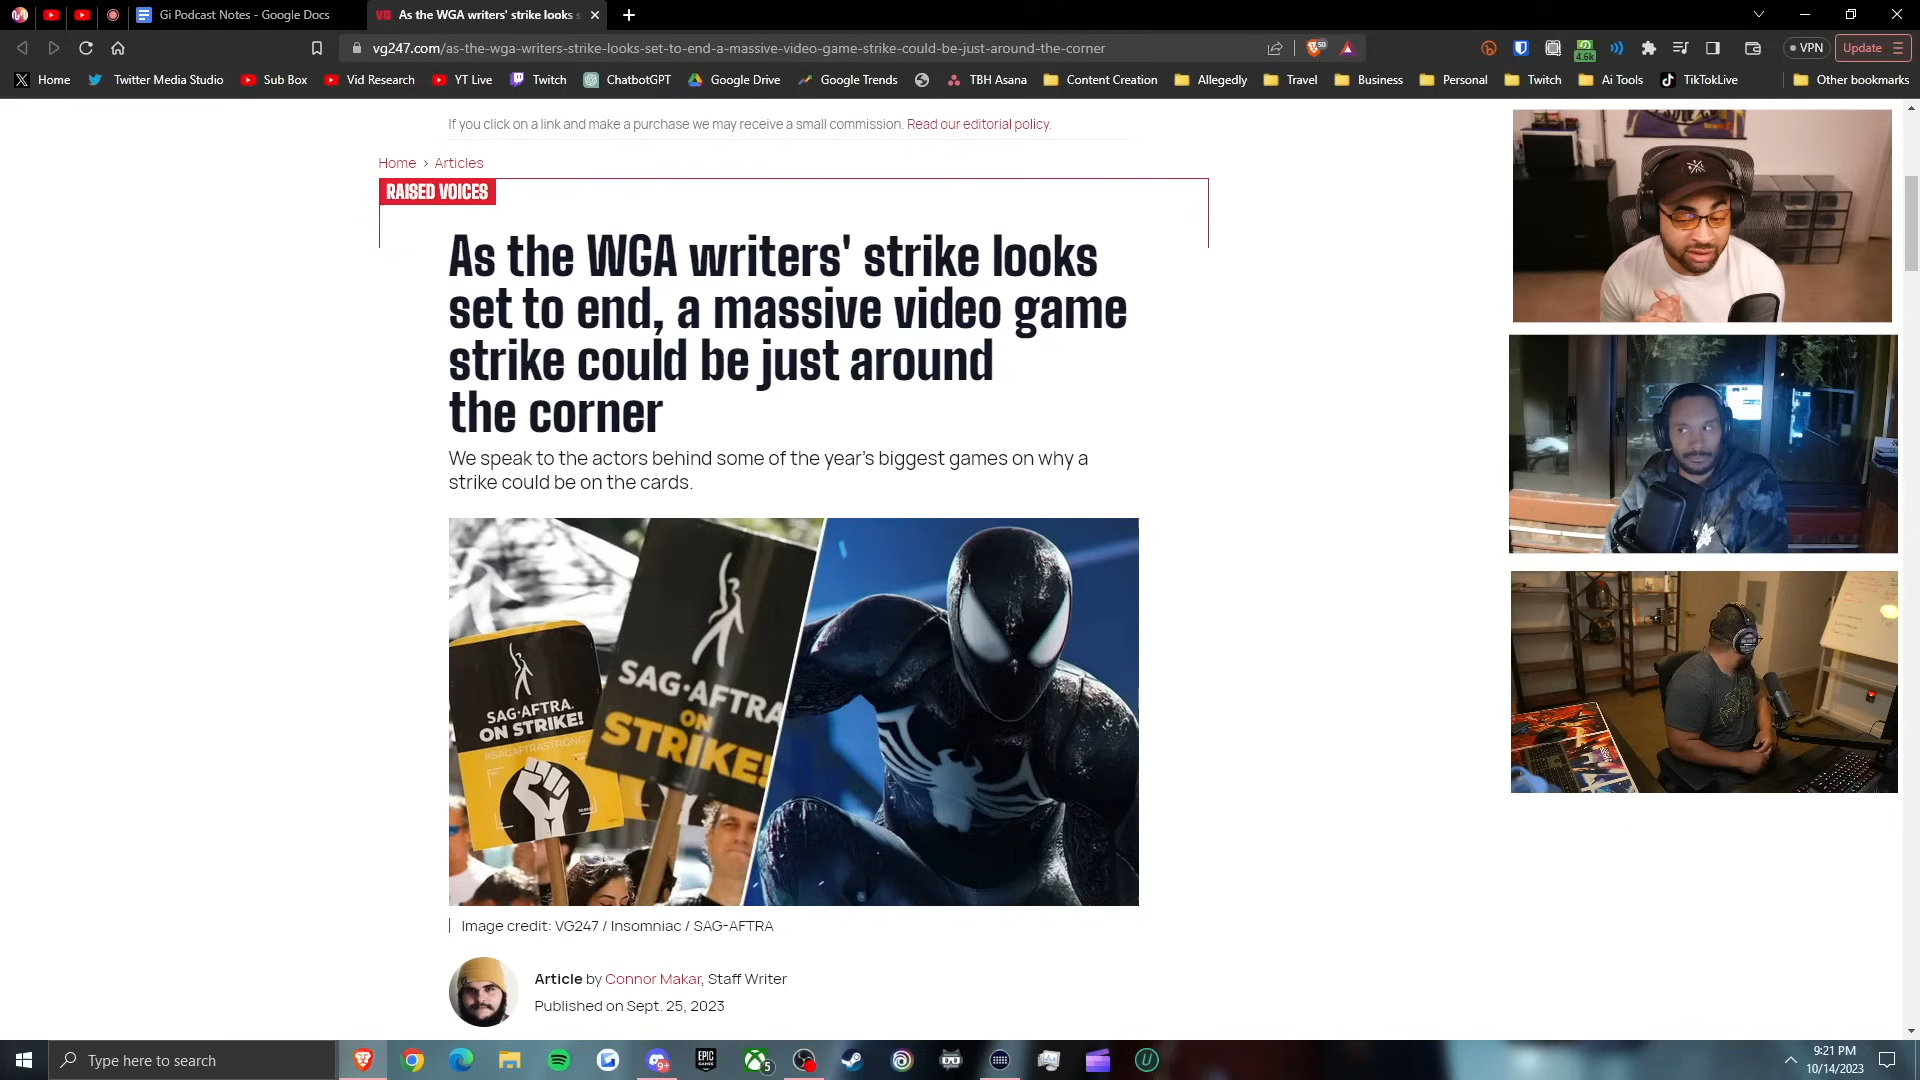 Gi Podcast Notes - Google Docs
As the WGA writers' strike looks s
vg247.com/as-the-wga-writers-strike-looks-set-to-end-a-massive-video-game-strike-could-be-just-around-the-corner
50
4.6k
VPN
Update
Home
Twitter Media Studio
Sub Box
Vid Research
YT Live
Twitch
ChatbotGPT
Google Drive
Google Trends
TBH Asana
Content Creation
Allegedly
Travel
Business
Personal
Twitch
Ai Tools
TikTokLive
Other bookmarks
If you click on a link and make a purchase we may receive a small commission. Read our editorial policy.
Home › Articles
RAISED VOICES
As the WGA writers' strike looks
set to end, a massive video game
strike could be just around
the corner
We speak to the actors behind some of the year's biggest games on why a
strike could be on the cards.
SAG·AFTRA
ON
STRIKE!
SAG·AFTRA.
ON STRIKE!
#SAGAFTRASTRONG
Image credit: VG247 / Insomniac / SAG-AFTRA
Article by Connor Makar, Staff Writer
Published on Sept. 25, 2023
Type here to search
9+
EPIC
GAMES
5
9:21 PM
10/14/2023